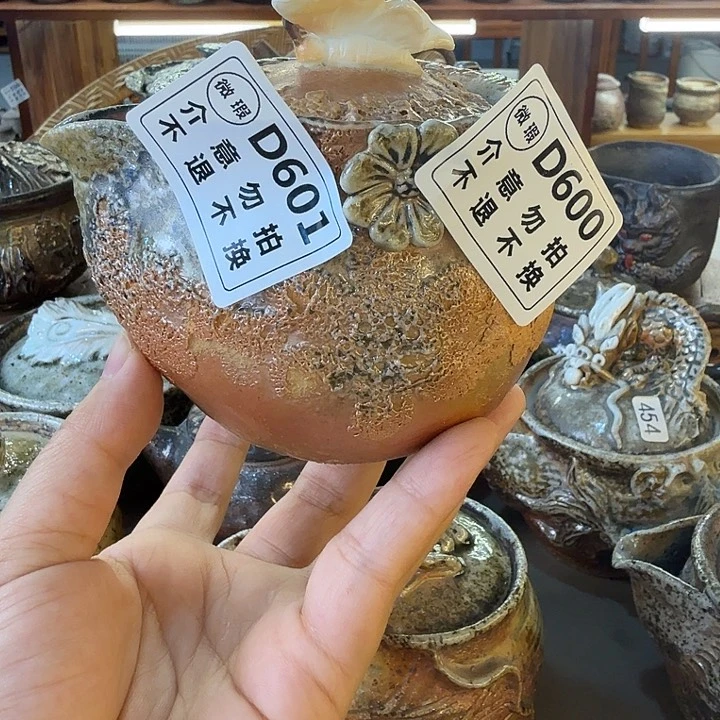 微瑕
D601
介意勿拍
不退不换
微瑕
D600
介意勿拍
不退不换
454